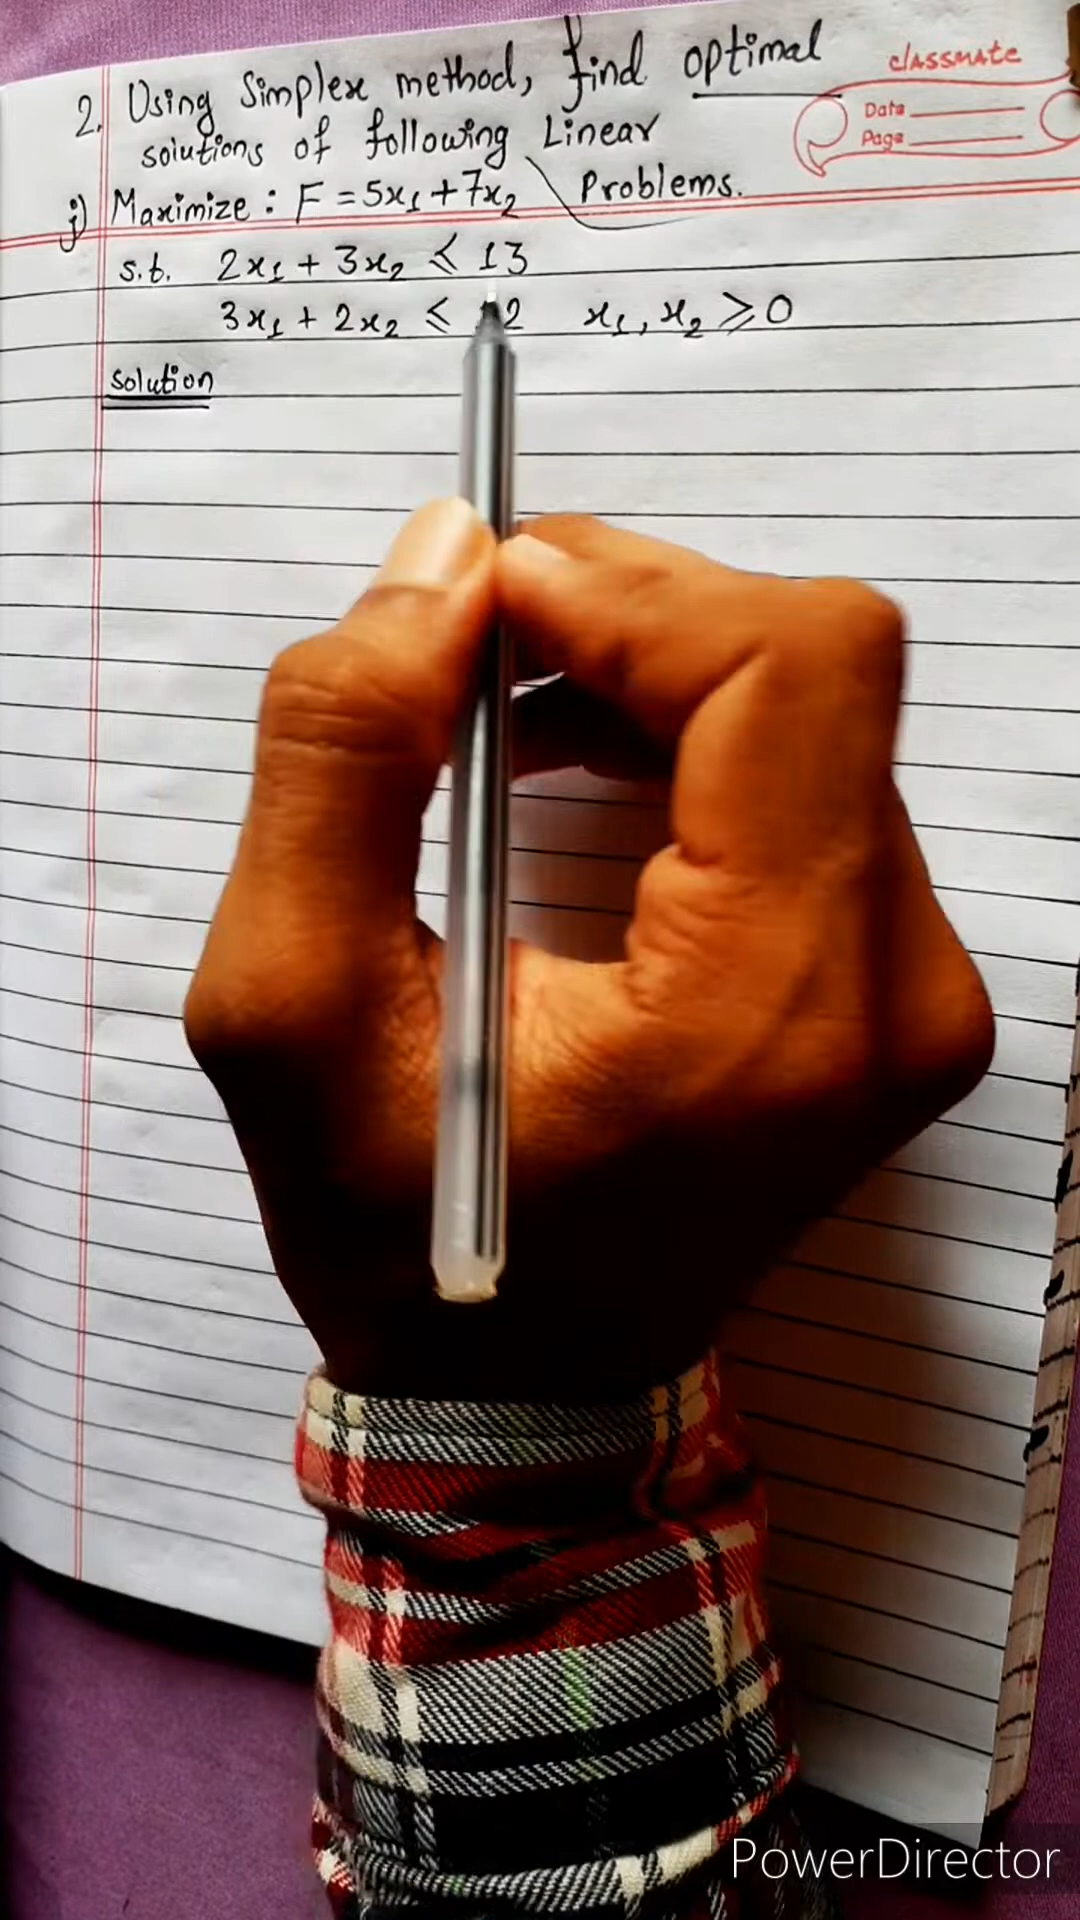 2. Using Simplex method, find optimal
solutions of following Linear
Problems.
i) Maximize : F = 5x₁ + 7x₂
s.t. 2x₁ + 3x₂ ≤ 13
3x₁ + 2x₂ ≤ 2 x₁, x₂ ≥ 0
solution
classmate
Date
Page
PowerDirector